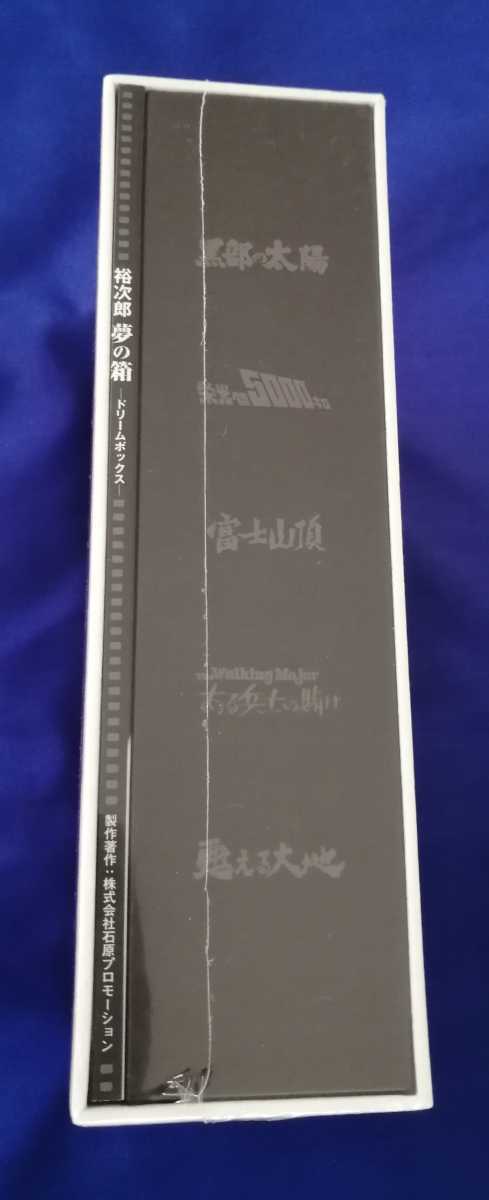 裕次郎 夢の箱
―ドリームボックス―
製作著作:株式会社石原プロモーション
黒部の太陽
栄光への5000キロ
富士山頂
The Walking Major
ある兵士の賭け
甦える大地